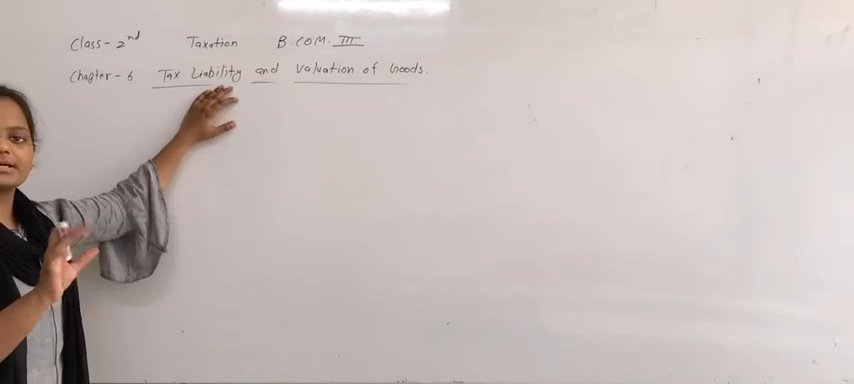 Class-2nd Taxation B COM. III
Chapter-6 Tax Liability and Valuation of Goods.